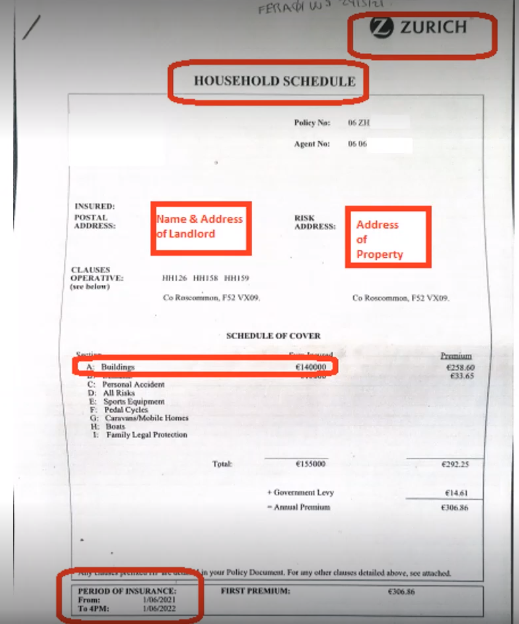 ZURICH
HOUSEHOLD SCHEDULE
Policy No: 06 ZH
Agent No: 06 06
INSURED:
POSTAL ADDRESS:
Name & Address of Landlord
RISK ADDRESS:
Address of Property
CLAUSES OPERATIVE: (see below)
HH126 HH158 HH159
Co Roscommon, F52 VX09.
Co Roscommon, F52 VX09.
SCHEDULE OF COVER
Section Sum Insured Premium
A: Buildings €140000 €258.60
€33.65
C: Personal Accident
D: All Risks
E: Sports Equipment
F: Pedal Cycles
G: Caravans/Mobile Homes
H: Boats
I: Family Legal Protection
Total: €155000 €292.25
+ Government Levy €14.61
= Annual Premium €306.86
in your Policy Document. For any other clauses detailed above, see attached.
PERIOD OF INSURANCE: FIRST PREMIUM: €306.86
From: 1/06/2021
To 4PM: 1/06/2022